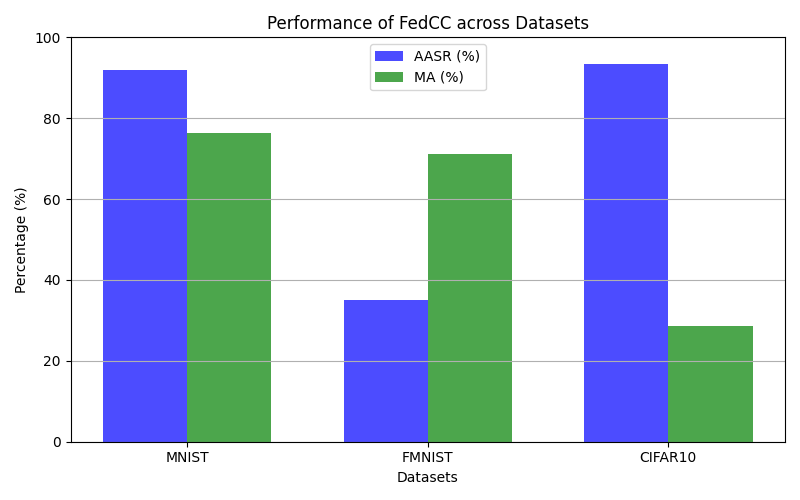 Performance of FedCC across Datasets
AASR (%)
MA (%)
Percentage (%)
100
80
60
40
20
0
MNIST
FMNIST
CIFAR10
Datasets